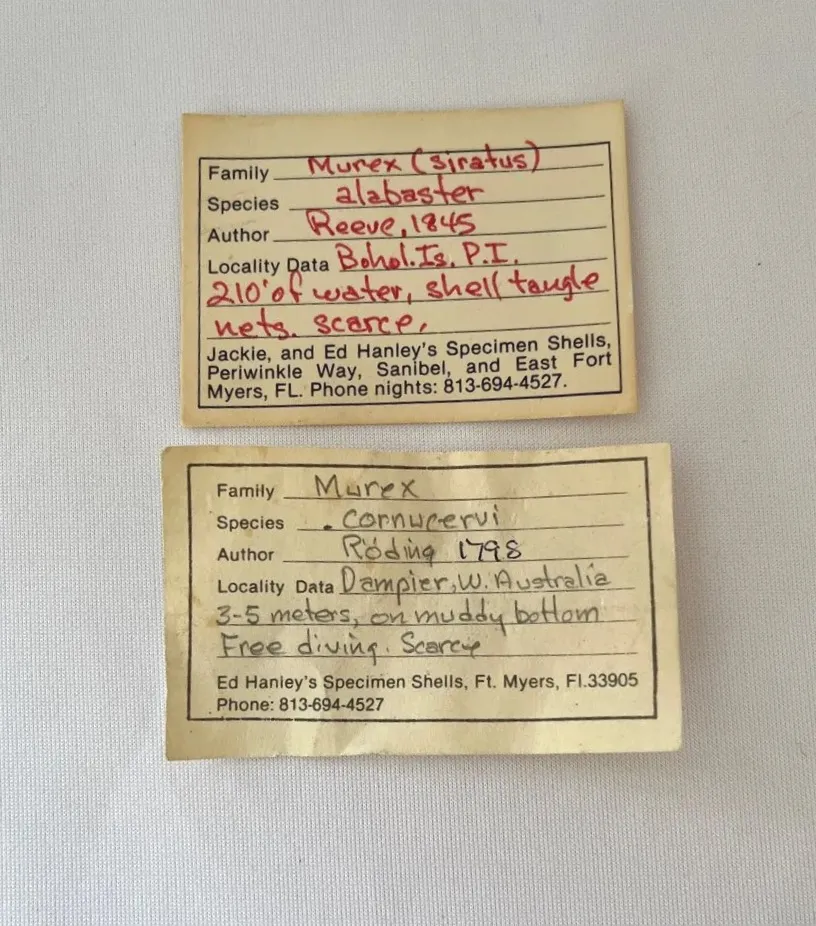 Family Murex (siratus)
Species alabaster
Author Reeve, 1845
Locality Data Bohol. Is. P.I.
210' of water, shell tangle
nets. scarce.
Jackie, and Ed Hanley's Specimen Shells,
Periwinkle Way, Sanibel, and East Fort
Myers, FL. Phone nights: 813-694-4527.
Family Murex
Species . Cornucervi
Author Röding 1798
Locality Data Dampier, W. Australia
3-5 meters, on muddy bottom
Free diving. Scarce
Ed Hanley's Specimen Shells, Ft. Myers, Fl.33905
Phone: 813-694-4527